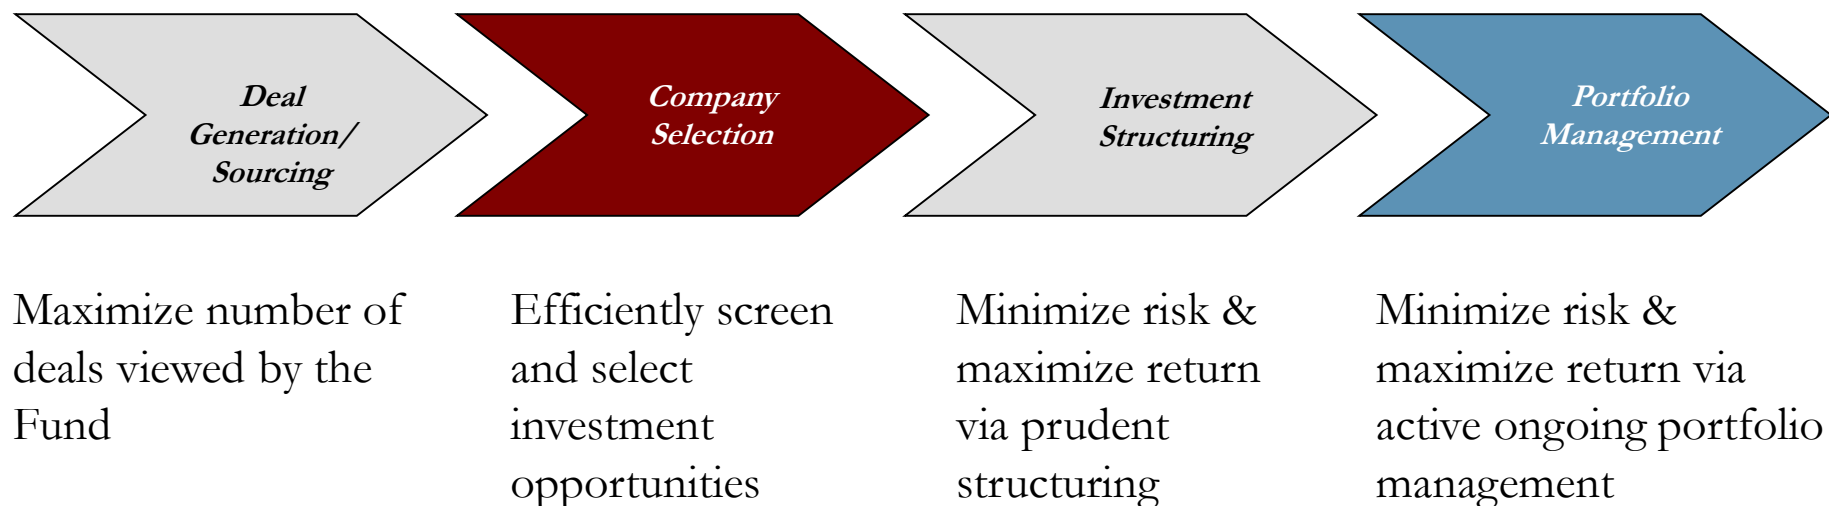 Deal
Generation/
Sourcing
Company
Selection
Investment
Structuring
Portfolio
Management
Maximize number of
deals viewed by the
Fund
Efficiently screen
and select
investment
opportunities
Minimize risk &
maximize return
via prudent
structuring
Minimize risk &
maximize return via
active ongoing portfolio
management